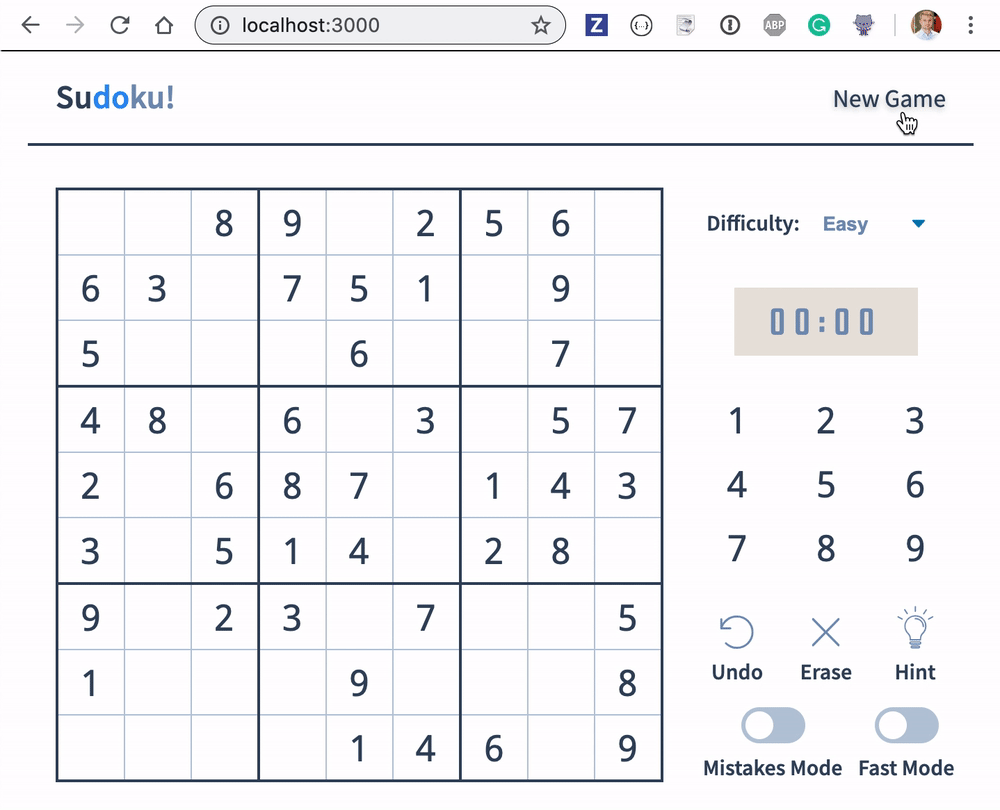 localhost:3000
Z {··} ABP G
Sudoku! New Game
8 9 2 5 6
Difficulty: Easy
6 3 7 5 1 9
00:00
5 6 7
4 8 6 3 5 7
1 2 3
2 6 8 7 1 4 3
4 5 6
3 5 1 4 2 8
7 8 9
9 2 3 7 5
1 9 8
Undo Erase Hint
1 4 6 9
Mistakes Mode Fast Mode